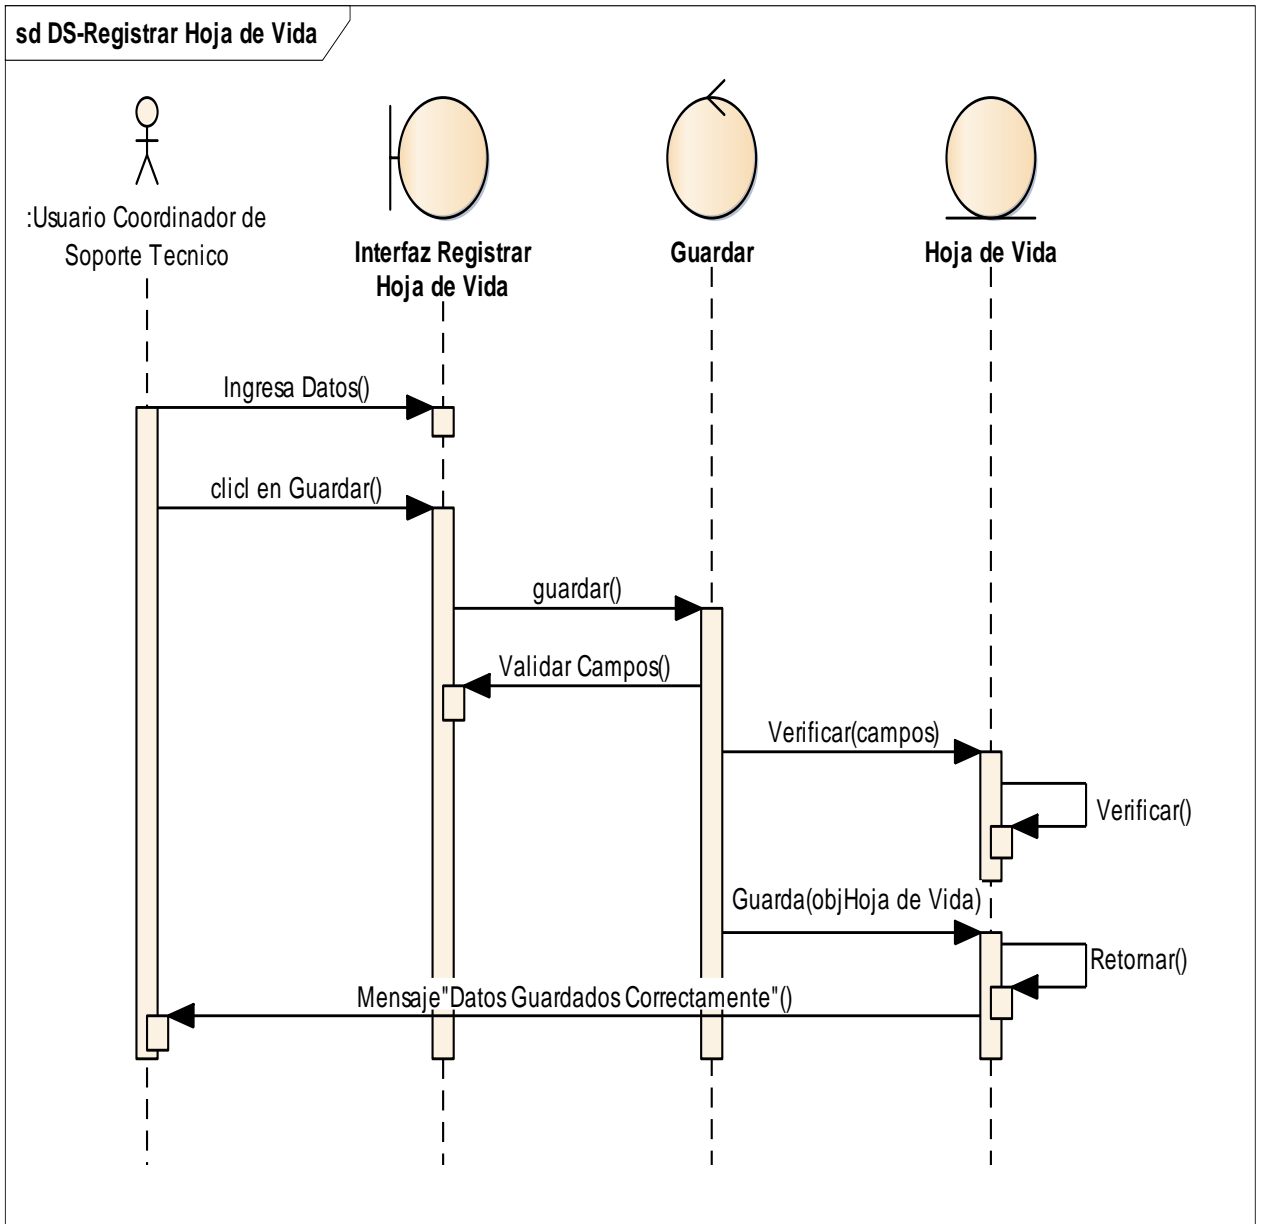 sd DS-Registrar Hoja de Vida
:Usuario Coordinador de
Soporte Tecnico
Interfaz Registrar
Hoja de Vida
Guardar
Hoja de Vida
Ingresa Datos()
clicl en Guardar()
guardar()
Validar Campos()
Verificar(campos)
Verificar()
Guarda(objHoja de Vida)
Retornar()
Mensaje"Datos Guardados Correctamente"()